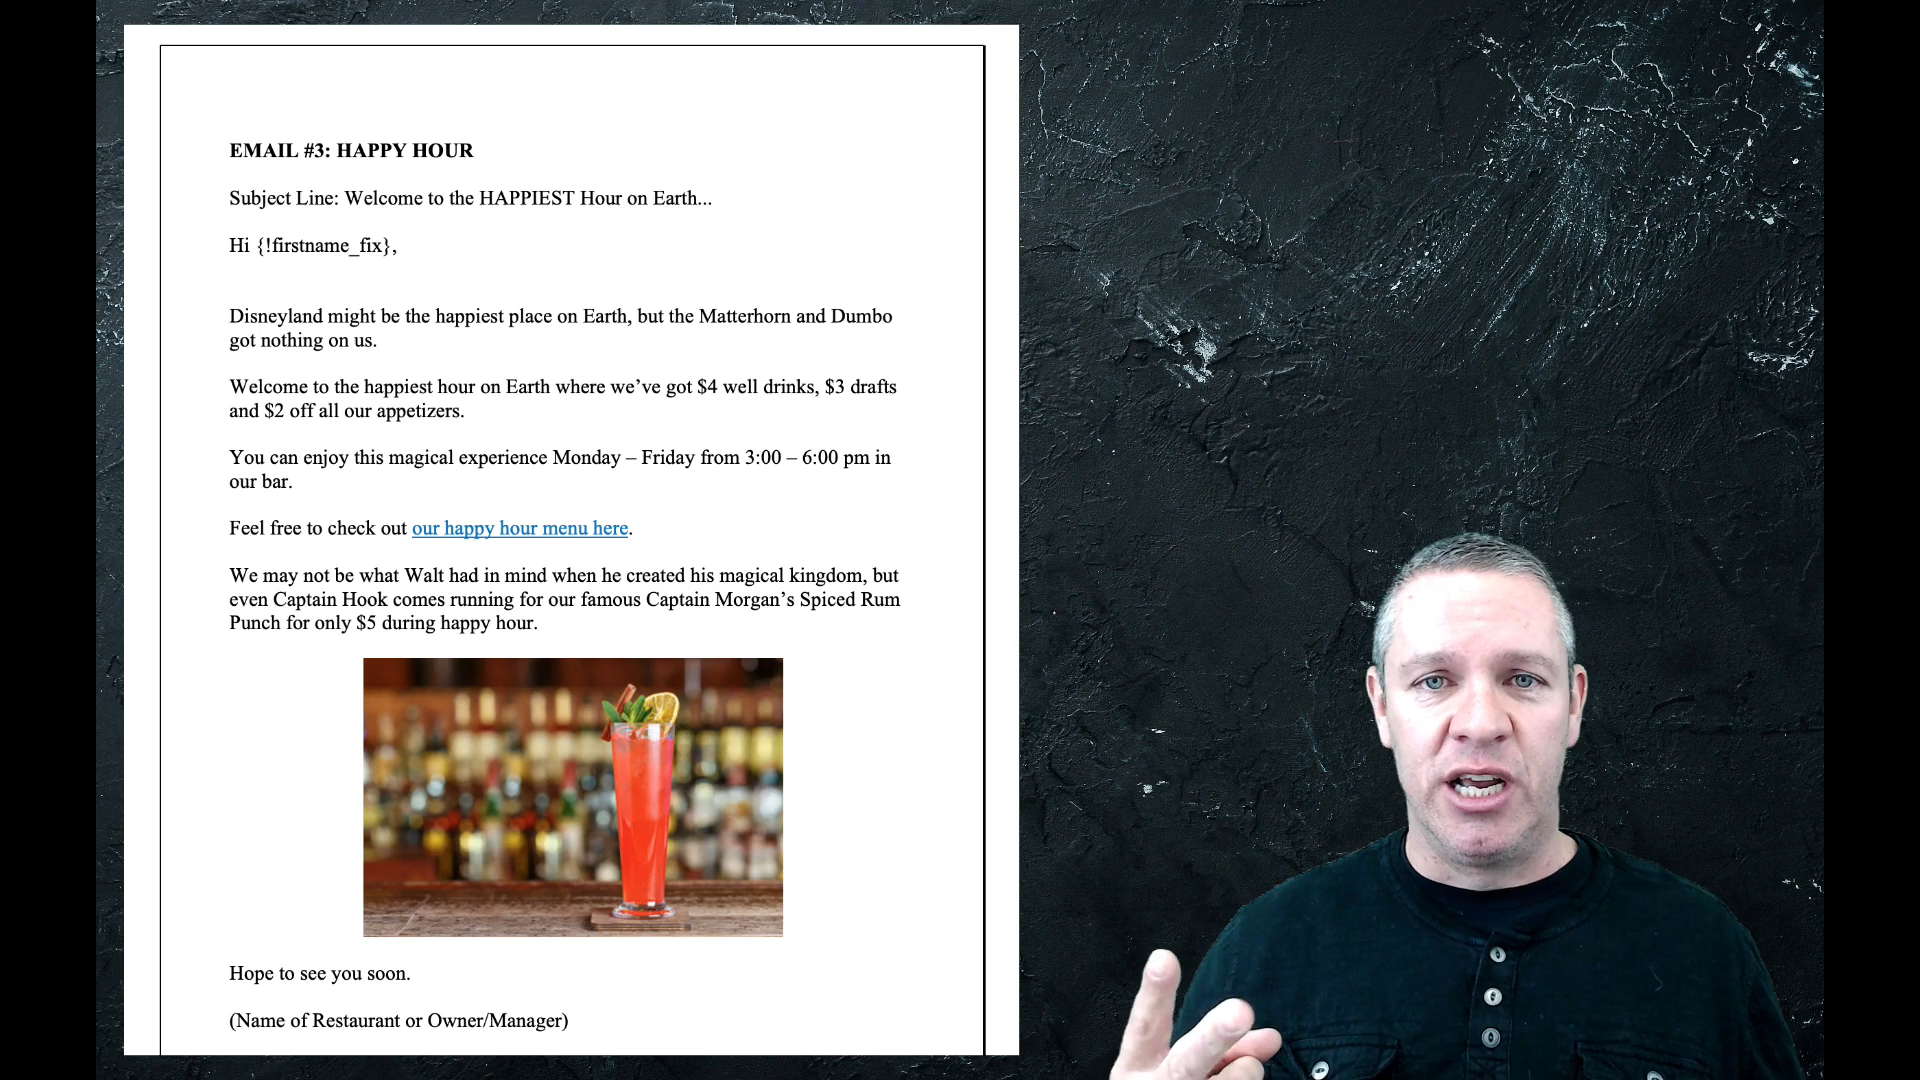 EMAIL #3: HAPPY HOUR
Subject Line: Welcome to the HAPPIEST Hour on Earth...
Hi {!firstname_fix},
Disneyland might be the happiest place on Earth, but the Matterhorn and Dumbo
got nothing on us.
Welcome to the happiest hour on Earth where we’ve got $4 well drinks, $3 drafts
and $2 off all our appetizers.
You can enjoy this magical experience Monday – Friday from 3:00 – 6:00 pm in
our bar.
Feel free to check out our happy hour menu here.
We may not be what Walt had in mind when he created his magical kingdom, but
even Captain Hook comes running for our famous Captain Morgan’s Spiced Rum
Punch for only $5 during happy hour.
Hope to see you soon.
(Name of Restaurant or Owner/Manager)